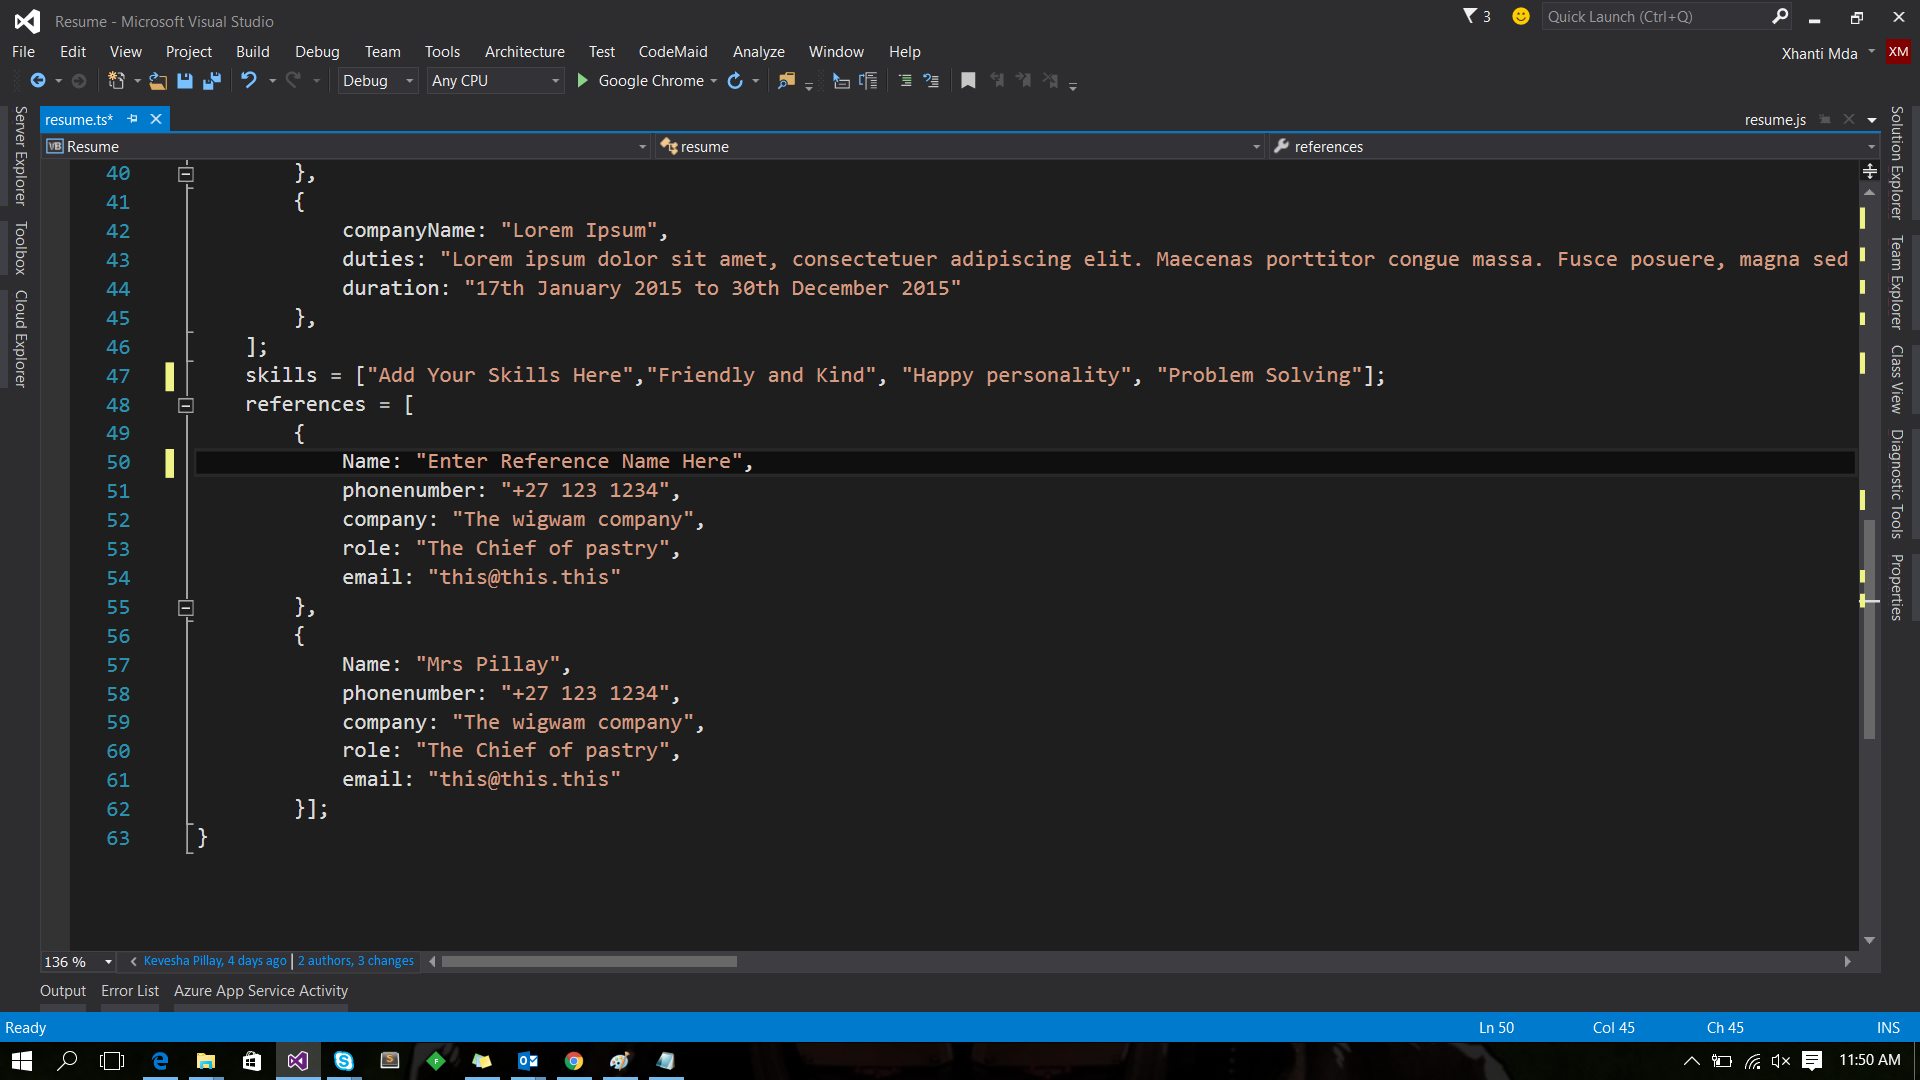 Resume - Microsoft Visual Studio
3
Quick Launch (Ctrl+Q)
File Edit View Project Build Debug Team Tools Architecture Test CodeMaid Analyze Window Help
Xhanti Mda XM
Debug Any CPU Google Chrome
Server Explorer
Toolbox
Cloud Explorer
resume.ts*
resume.js
VB Resume
resume
references
40 },
41 {
42 companyName: "Lorem Ipsum",
43 duties: "Lorem ipsum dolor sit amet, consectetuer adipiscing elit. Maecenas porttitor congue massa. Fusce posuere, magna sed
44 duration: "17th January 2015 to 30th December 2015"
45 },
46 ];
47 skills = ["Add Your Skills Here","Friendly and Kind", "Happy personality", "Problem Solving"];
48 references = [
49 {
50 Name: "Enter Reference Name Here",
51 phonenumber: "+27 123 1234",
52 company: "The wigwam company",
53 role: "The Chief of pastry",
54 email: "this@this.this"
55 },
56 {
57 Name: "Mrs Pillay",
58 phonenumber: "+27 123 1234",
59 company: "The wigwam company",
60 role: "The Chief of pastry",
61 email: "this@this.this"
62 }];
63 }
Solution Explorer
Team Explorer
Class View
Diagnostic Tools
Properties
136 %
Kevesha Pillay, 4 days ago | 2 authors, 3 changes
Output Error List Azure App Service Activity
Ready
Ln 50 Col 45 Ch 45 INS
11:50 AM